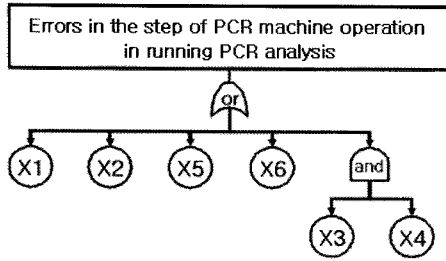 Errors in the step of PCR machine operation
in running PCR analysis
or
X1 X2 X5 X6 and
X3 X4